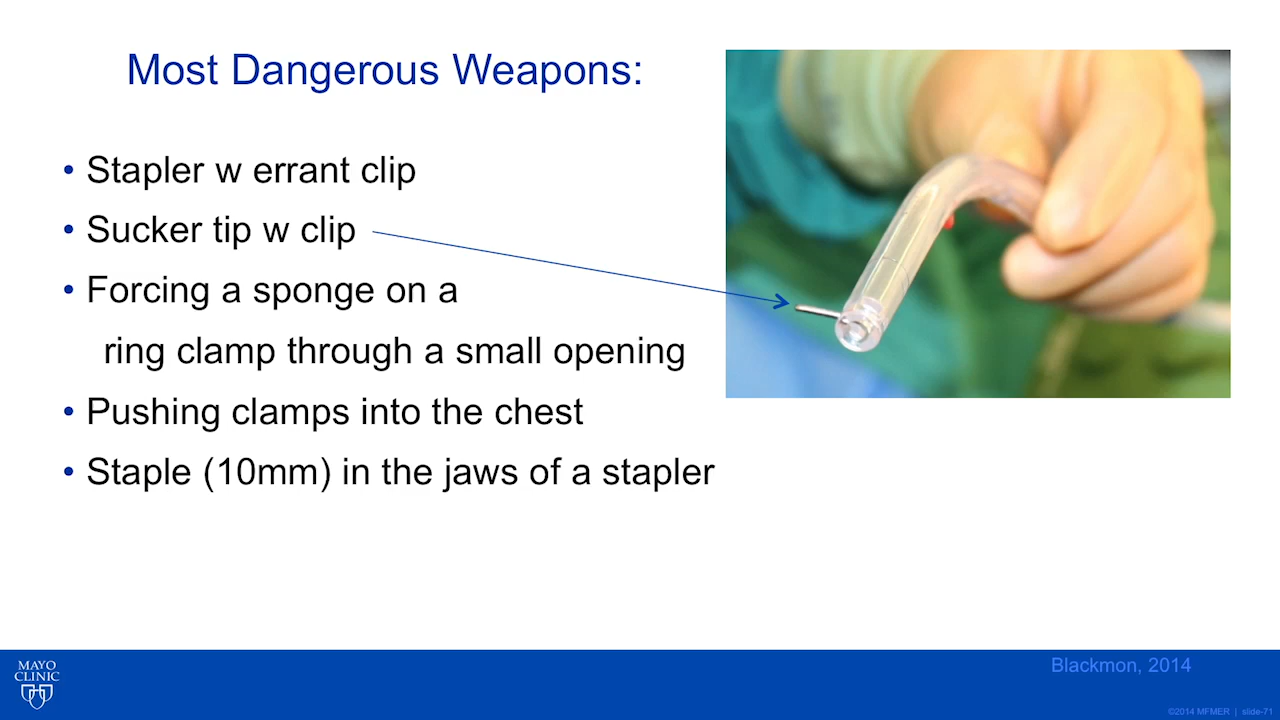 Most Dangerous Weapons:
• Stapler w errant clip
• Sucker tip w clip
• Forcing a sponge on a
ring clamp through a small opening
• Pushing clamps into the chest
• Staple (10mm) in the jaws of a stapler
MAYO
CLINIC
Blackmon, 2014
©2014 MFMER | slide-71